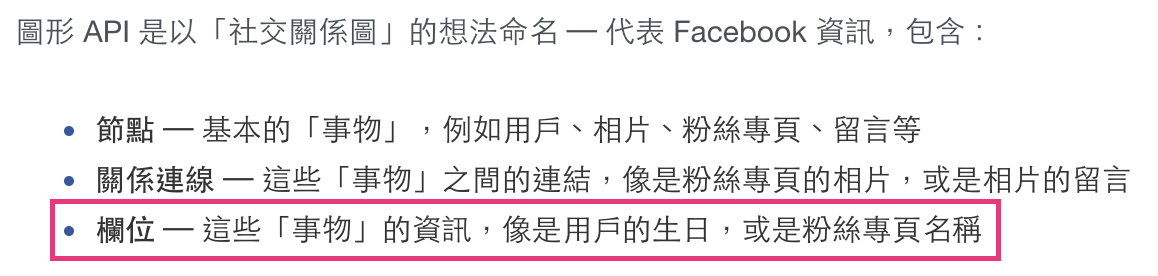 圖形 API 是以「社交關係圖」的想法命名 — 代表 Facebook 資訊，包含：
• 節點 — 基本的「事物」，例如用戶、相片、粉絲專頁、留言等
• 關係連線 — 這些「事物」之間的連結，像是粉絲專頁的相片，或是相片的留言
• 欄位 — 這些「事物」的資訊，像是用戶的生日，或是粉絲專頁名稱